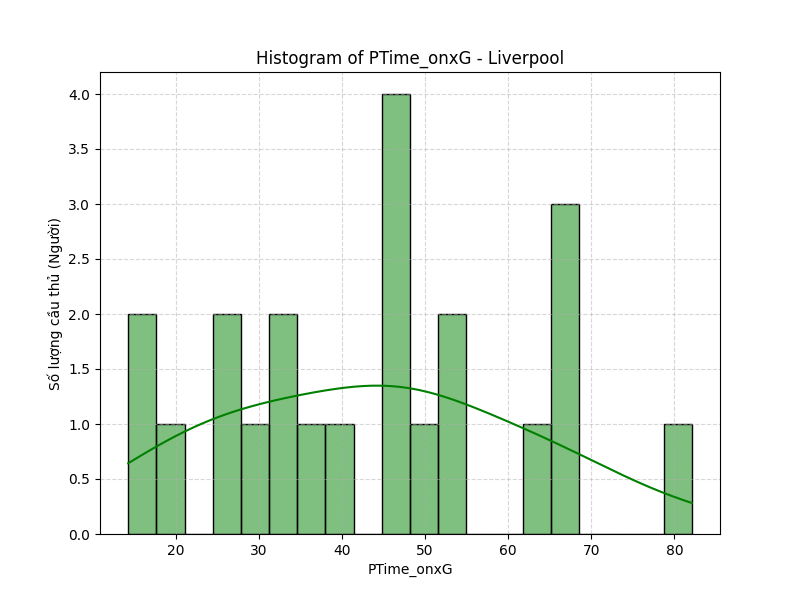 Histogram of PTime_onxG - Liverpool
Số lượng cầu thủ (Người)
4.0
3.5
3.0
2.5
2.0
1.5
1.0
0.5
0.0
20 30 40 50 60 70 80
PTime_onxG